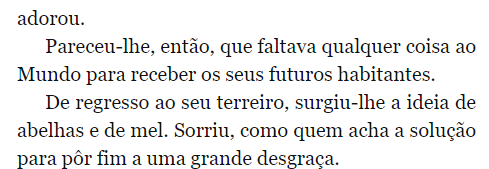 adorou.
Pareceu-lhe, então, que faltava qualquer coisa ao
Mundo para receber os seus futuros habitantes.
De regresso ao seu terreiro, surgiu-lhe a ideia de
abelhas e de mel. Sorriu, como quem acha a solução
para pôr fim a uma grande desgraça.